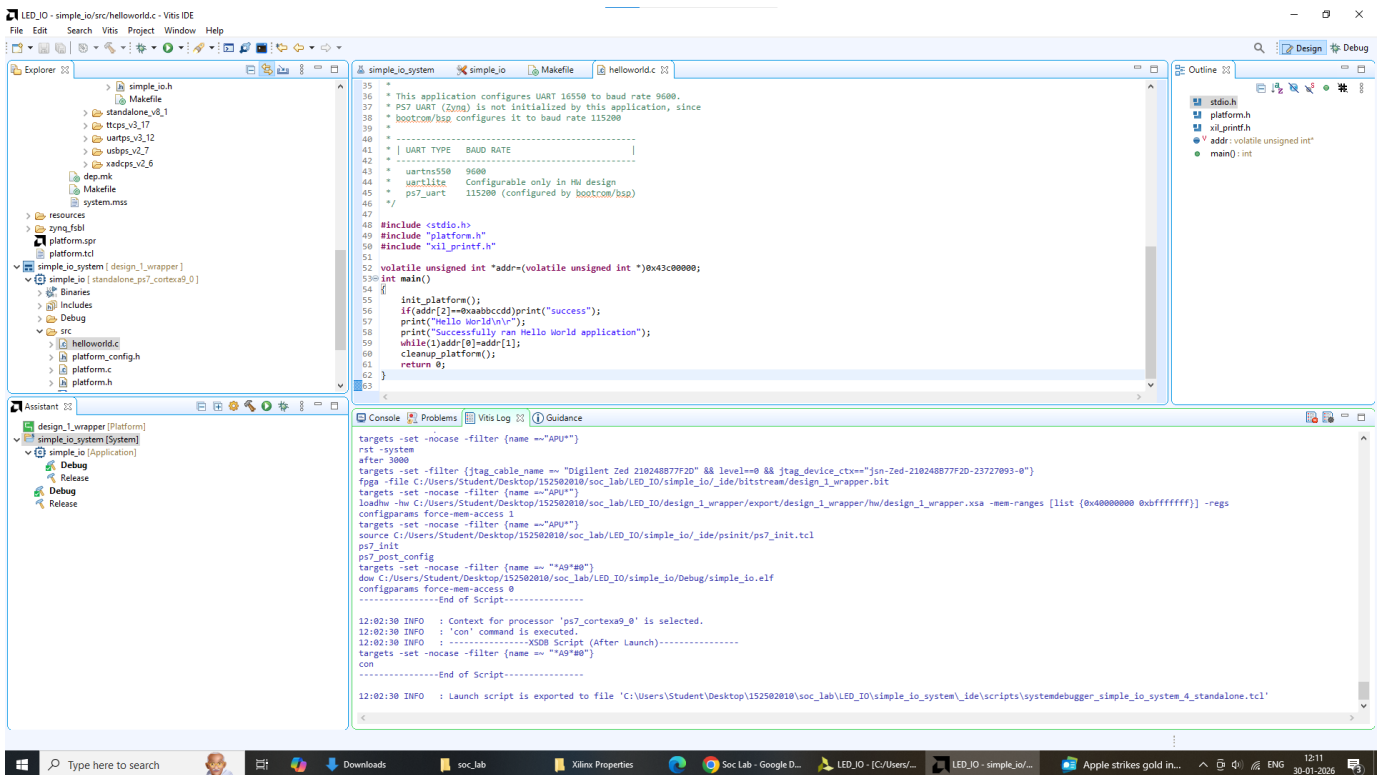 LED_IO - simple_io/src/helloworld.c - Vitis IDE
File Edit Search Vitis Project Window Help
Design Debug
Explorer
simple_io.h
Makefile
standalone_v8_1
ttcps_v3_17
uartps_v3_12
usbps_v2_7
xadcps_v2_6
dep.mk
Makefile
system.mss
resources
zynq_fsbl
platform.spr
platform.tcl
simple_io_system [ design_1_wrapper ]
simple_io [ standalone_ps7_cortexa9_0 ]
Binaries
Includes
Debug
src
helloworld.c
platform_config.h
platform.c
platform.h
Assistant
design_1_wrapper [Platform]
simple_io_system [System]
simple_io [Application]
Debug
Release
Debug
Release
simple_io_system simple_io Makefile helloworld.c
35 *
36 * This application configures UART 16550 to baud rate 9600.
37 * PS7 UART (Zynq) is not initialized by this application, since
38 * bootrom/bsp configures it to baud rate 115200
39 *
40 * ------------------------------------------------
41 * | UART TYPE   BAUD RATE                        |
42 * ------------------------------------------------
43 *   uartns550   9600
44 *   uartlite    Configurable only in HW design
45 *   ps7_uart    115200 (configured by bootrom/bsp)
46 */
47
48 #include <stdio.h>
49 #include "platform.h"
50 #include "xil_printf.h"
51
52 volatile unsigned int *addr=(volatile unsigned int *)0x43c00000;
53 int main()
54 {
55     init_platform();
56     if(addr[2]==0xaabbccdd)print("success");
57     print("Hello World\n\r");
58     print("Successfully ran Hello World application");
59     while(1)addr[0]=addr[1];
60     cleanup_platform();
61     return 0;
62 }
63
Outline
stdio.h
platform.h
xil_printf.h
addr : volatile unsigned int*
main() : int
Console Problems Vitis Log Guidance
targets -set -nocase -filter {name =~"APU*"}
rst -system
after 3000
targets -set -filter {jtag_cable_name =~ "Digilent Zed 210248B77F2D" && level==0 && jtag_device_ctx=="jsn-Zed-210248B77F2D-23727093-0"}
fpga -file C:/Users/Student/Desktop/152502010/soc_lab/LED_IO/simple_io/_ide/bitstream/design_1_wrapper.bit
targets -set -nocase -filter {name =~"APU*"}
loadhw -hw C:/Users/Student/Desktop/152502010/soc_lab/LED_IO/design_1_wrapper/export/design_1_wrapper/hw/design_1_wrapper.xsa -mem-ranges [list {0x40000000 0xbfffffff}] -regs
configparams force-mem-access 1
targets -set -nocase -filter {name =~"APU*"}
source C:/Users/Student/Desktop/152502010/soc_lab/LED_IO/simple_io/_ide/psinit/ps7_init.tcl
ps7_init
ps7_post_config
targets -set -nocase -filter {name =~ "*A9*#0"}
dow C:/Users/Student/Desktop/152502010/soc_lab/LED_IO/simple_io/Debug/simple_io.elf
configparams force-mem-access 0
----------------End of Script----------------
12:02:30 INFO   : Context for processor 'ps7_cortexa9_0' is selected.
12:02:30 INFO   : 'con' command is executed.
12:02:30 INFO   : ----------------XSDB Script (After Launch)----------------
targets -set -nocase -filter {name =~ "*A9*#0"}
con
----------------End of Script----------------
12:02:30 INFO   : Launch script is exported to file 'C:\Users\Student\Desktop\152502010\soc_lab\LED_IO\simple_io_system\_ide\scripts\systemdebugger_simple_io_system_4_standalone.tcl'
Type here to search
Downloads
soc_lab
Xilinx Properties
Soc Lab - Google D...
LED_IO - [C:/Users/...
LED_IO - simple_io/...
Apple strikes gold in...
ENG
12:11
30-01-2026
3